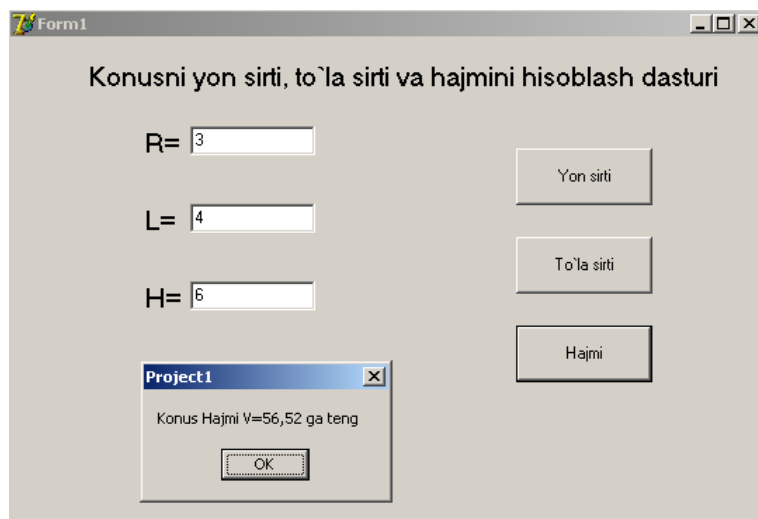 Form1
Konusni yon sirti, to`la sirti va hajmini hisoblash dasturi
R= 3
Yon sirti
L= 4
To`la sirti
H= 6
Hajmi
Project1
Konus Hajmi V=56,52 ga teng
OK